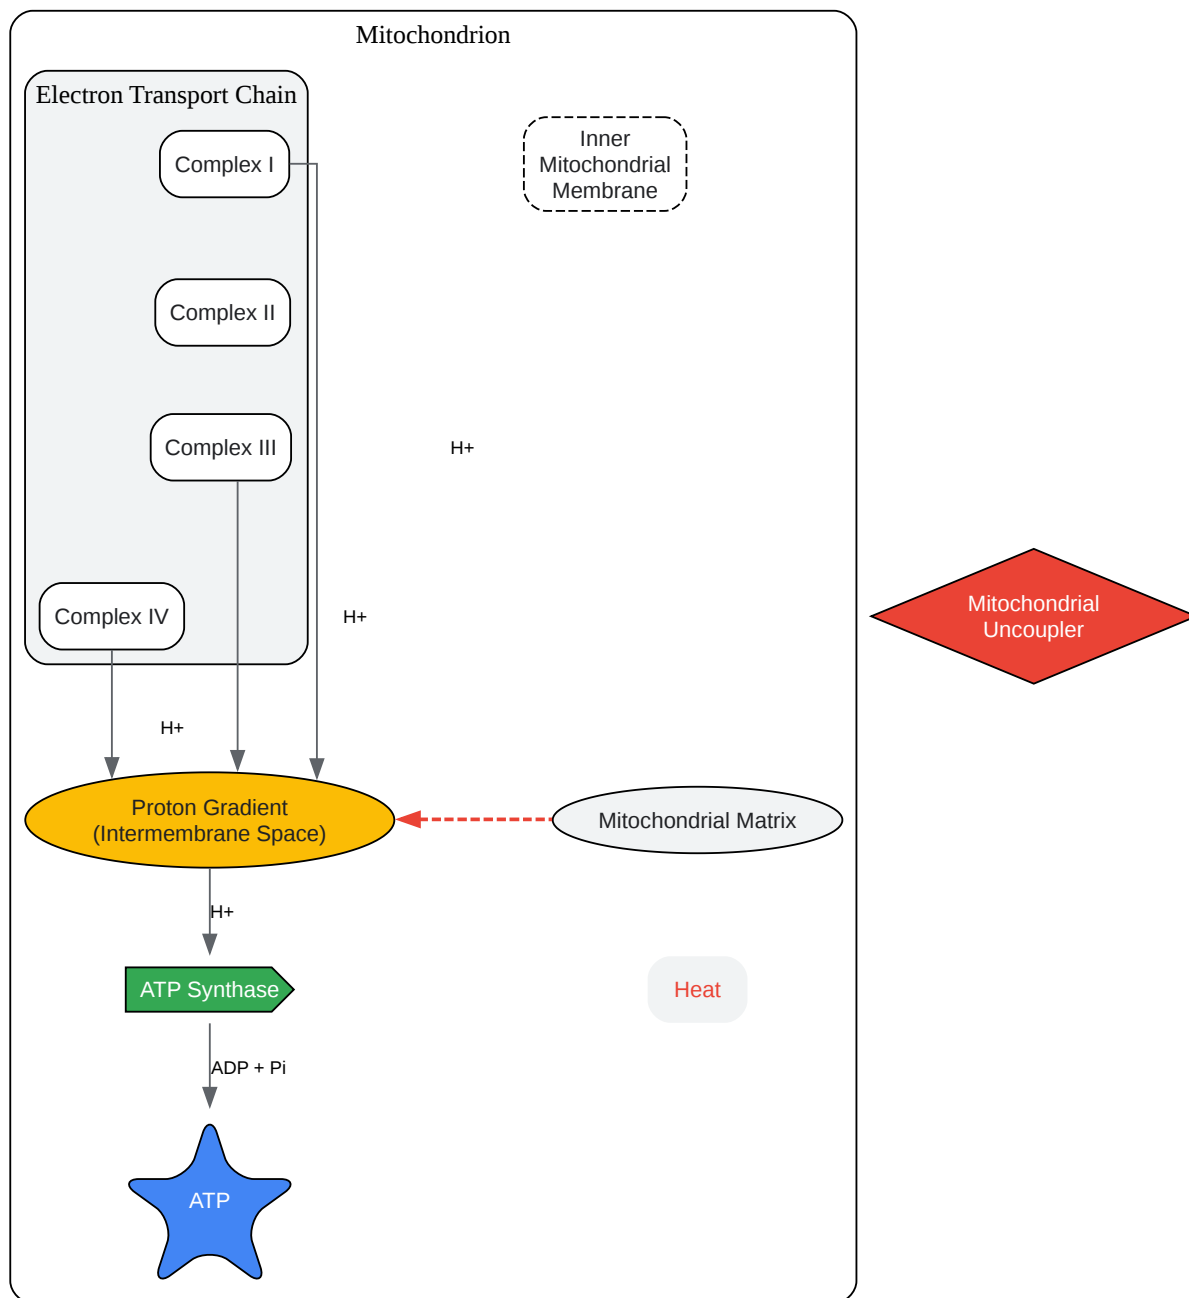 Mitochondrion
Electron Transport Chain
Complex I
Inner
Mitochondrial
Membrane
Complex II
Complex III
H+
Mitochondrial
Uncoupler
Complex IV
H+
H+
Proton Gradient
(Intermembrane Space)
Mitochondrial Matrix
H+
ATP Synthase
Heat
ADP + Pi
ATP